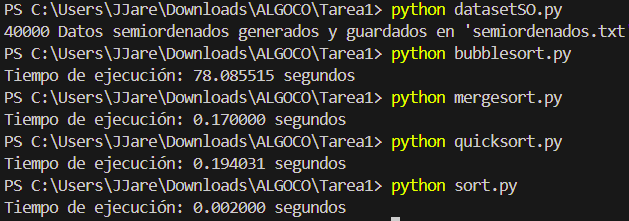 PS C:\Users\JJare\Downloads\ALGOCO\Tarea1> python datasetSO.py
40000 Datos semiordenados generados y guardados en 'semiordenados.txt
PS C:\Users\JJare\Downloads\ALGOCO\Tarea1> python bubblesort.py
Tiempo de ejecución: 78.085515 segundos
PS C:\Users\JJare\Downloads\ALGOCO\Tarea1> python mergesort.py
Tiempo de ejecución: 0.170000 segundos
PS C:\Users\JJare\Downloads\ALGOCO\Tarea1> python quicksort.py
Tiempo de ejecución: 0.194031 segundos
PS C:\Users\JJare\Downloads\ALGOCO\Tarea1> python sort.py
Tiempo de ejecución: 0.002000 segundos